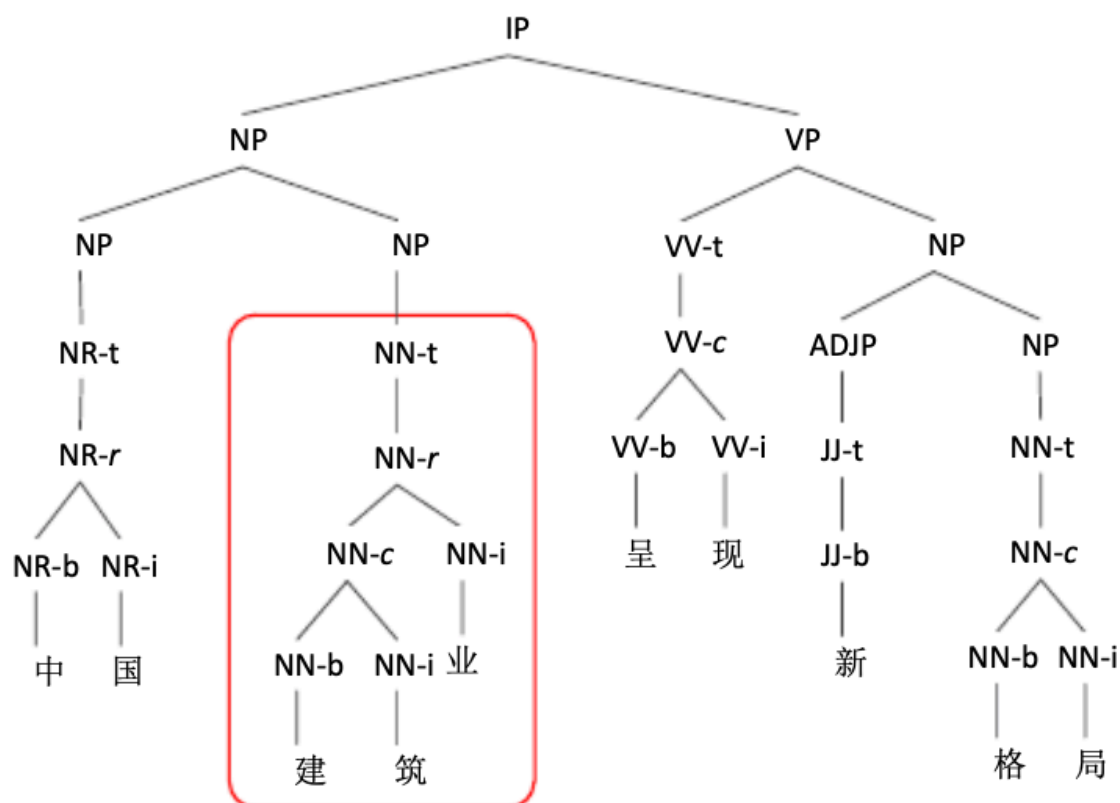 IP
NP VP
NP NP VV-t NP
NR-t NN-t VV-c ADJP NP
NR-r NN-r VV-b VV-i JJ-t NN-t
NR-b NR-i NN-c NN-i 呈 现 JJ-b NN-c
中 国 NN-b NN-i 业 新 NN-b NN-i
建 筑 格 局